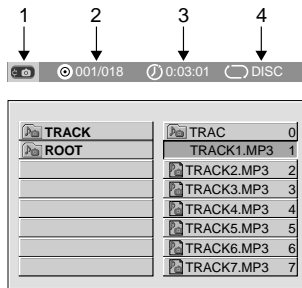 1 2 3 4
001/018 0:03:01 DISC
TRACK
ROOT
TRAC 0
TRACK1.MP3 1
TRACK2.MP3 2
TRACK3.MP3 3
TRACK4.MP3 4
TRACK5.MP3 5
TRACK6.MP3 6
TRACK7.MP3 7